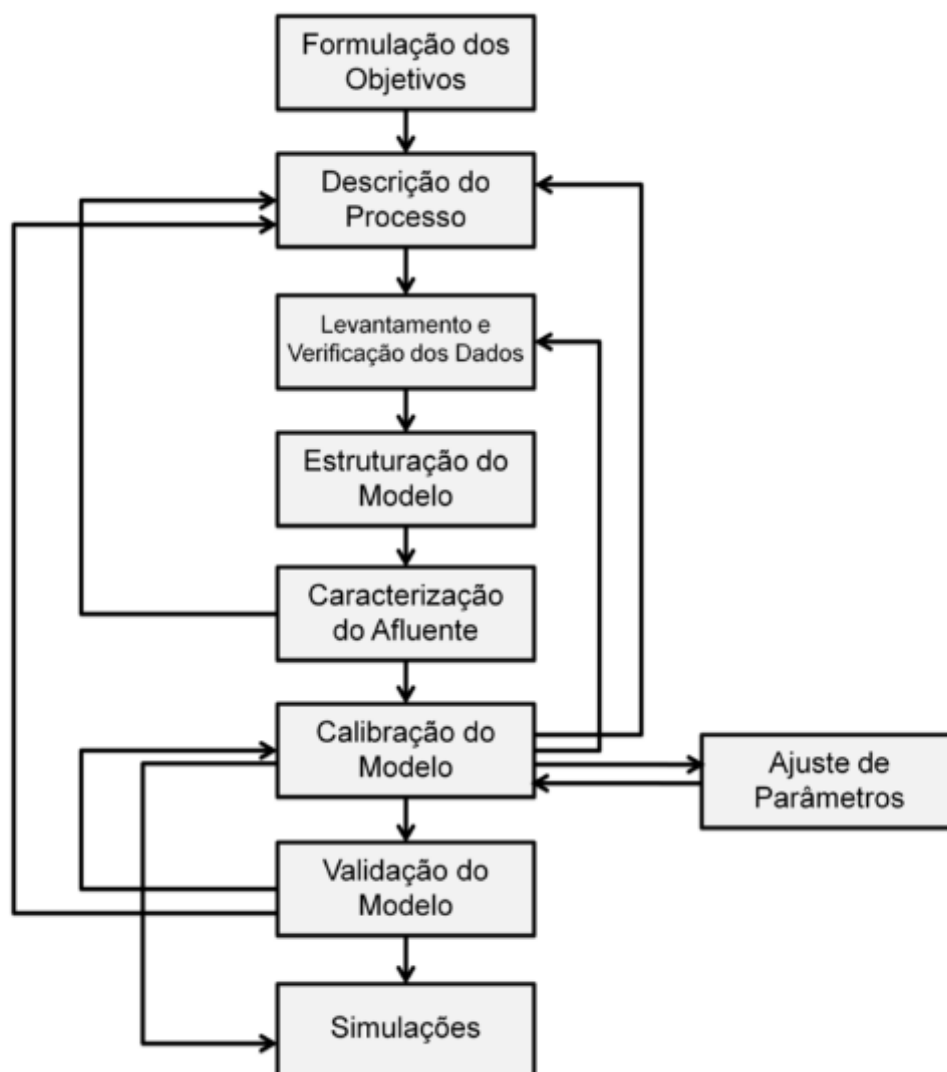 Formulação dos
Objetivos
Descrição do
Processo
Levantamento e
Verificação dos Dados
Estruturação do
Modelo
Caracterização
do Afluente
Calibração do
Modelo
Ajuste de
Parâmetros
Validação do
Modelo
Simulações